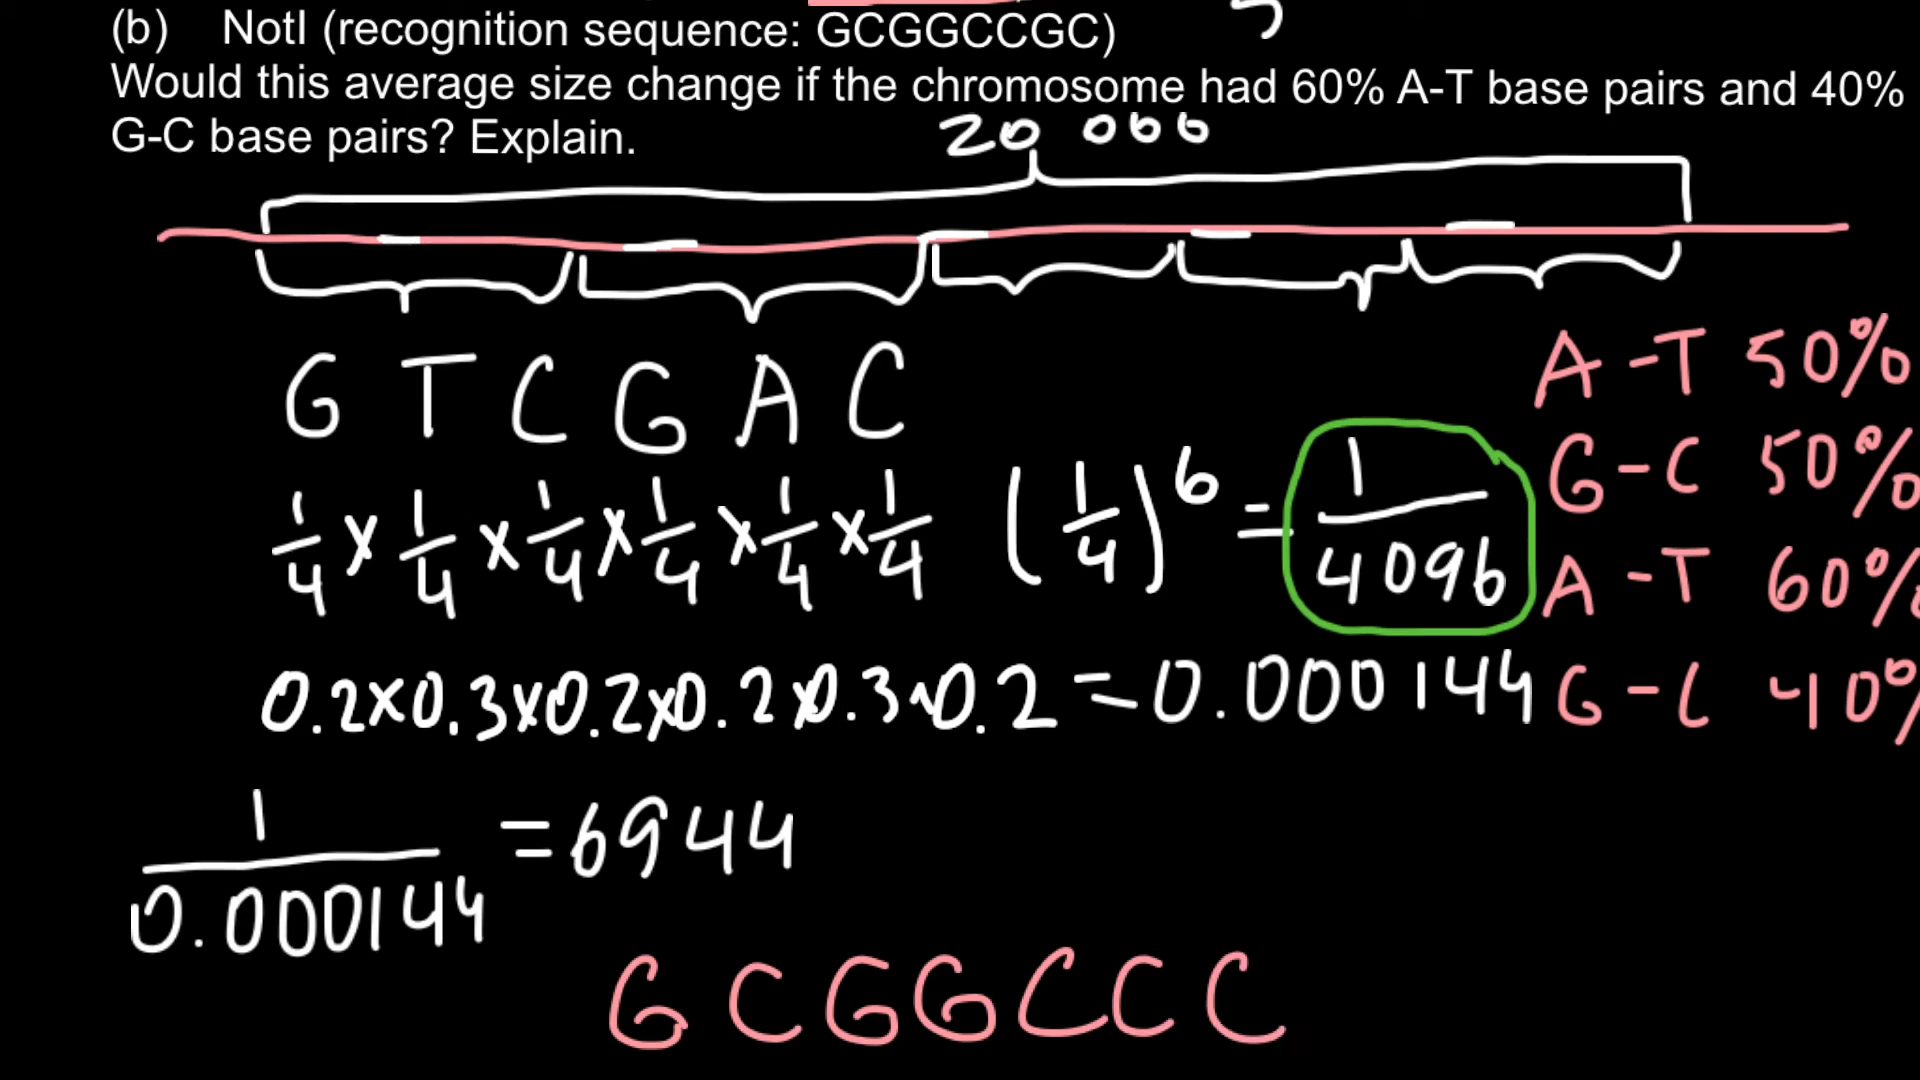 (b) NotI (recognition sequence: GCGGCCGC)
Would this average size change if the chromosome had 60% A-T base pairs and 40%
G-C base pairs? Explain.
20 000
G T C G A C
A - T 50%
G - C 50%
1/4 x 1/4 x 1/4 x 1/4 x 1/4 x 1/4 (1/4)^6 = 1/4096
A - T 60%
0.2x0.3x0.2x0.2x0.3x0.2 = 0.000144
G - C 40%
1/0.000144 = 6944
G C G G C C C